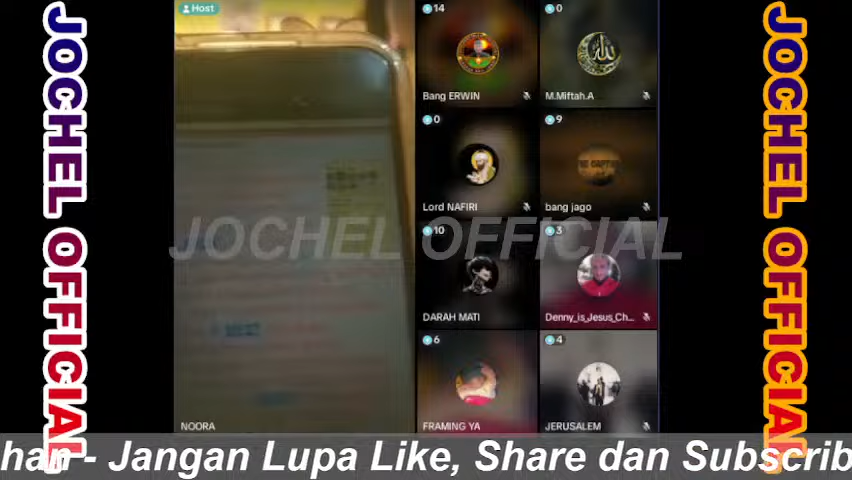 JOCHEL OFFICIAL
JOCHEL OFFICIAL
Host
14
0
Bang ERWIN
M.Miftah.A
0
9
Lord NAFIRI
bang jago
JOCHEL OFFICIAL
10
3
DARAH MATI
Denny_is_Jesus_Ch...
6
4
NOORA
FRAMING YA
JERUSALEM
han - Jangan Lupa Like, Share dan Subscrib